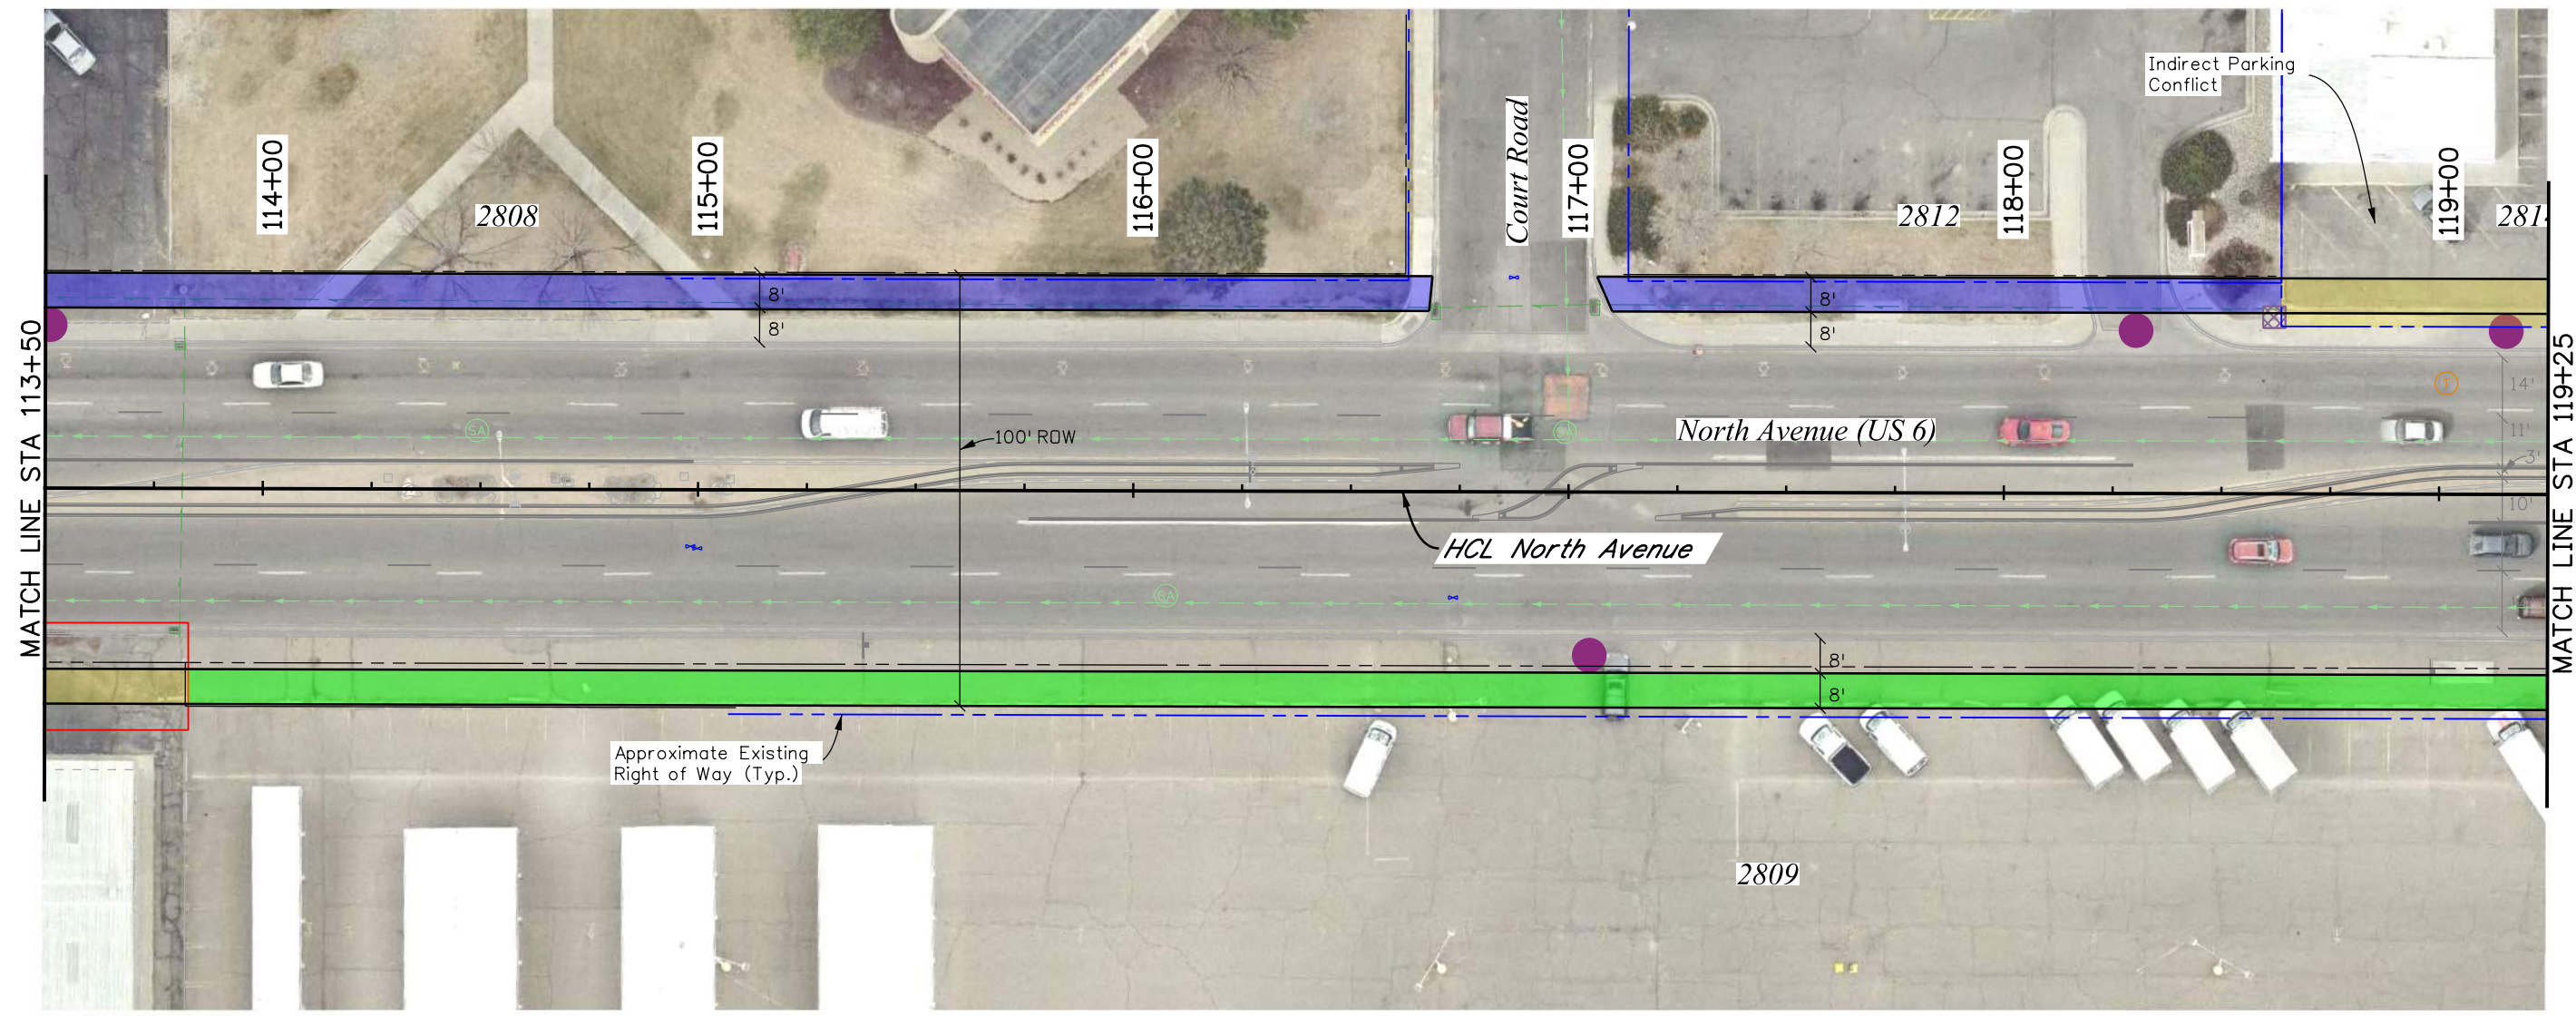 Indirect Parking
Conflict
114+00
115+00
116+00
Court Road
117+00
118+00
119+00
2808
2812
281
8'
8'
8'
8'
MATCH LINE STA 113+50
MATCH LINE STA 119+25
14'
11'
3'
10'
SA
100' ROW
North Avenue (US 6)
T
HCL North Avenue
SA
8'
8'
Approximate Existing
Right of Way (Typ.)
2809